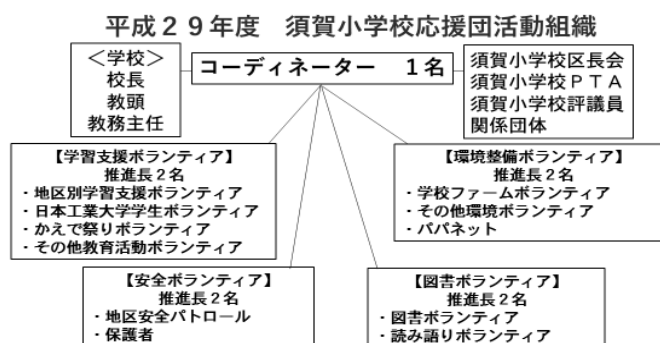 平成２９年度　須賀小学校応援団活動組織
＜学校＞
校長
教頭
教務主任
コーディネーター　１名
須賀小学校区長会
須賀小学校ＰＴＡ
須賀小学校評議員
関係団体
【学習支援ボランティア】
推進長２名
・地区別学習支援ボランティア
・日本工業大学学生ボランティア
・かえで祭りボランティア
・その他教育活動ボランティア
【環境整備ボランティア】
推進長２名
・学校ファームボランティア
・その他環境ボランティア
・パパネット
【安全ボランティア】
推進長２名
・地区安全パトロール
・保護者
【図書ボランティア】
推進長２名
・図書ボランティア
・読み語りボランティア